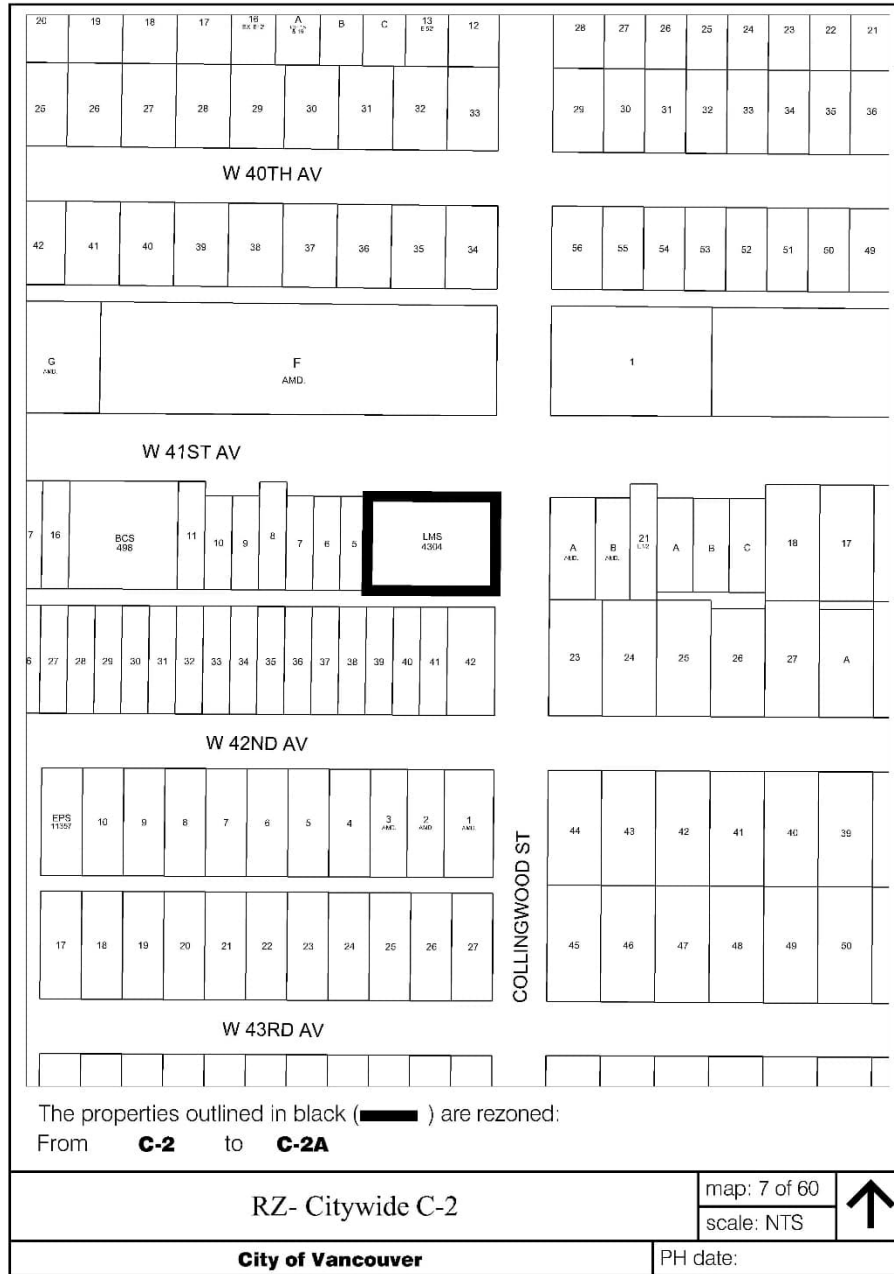 20 19 18 17 16 A B C 13 12 28 27 26 25 24 23 22 21
25 26 27 28 29 30 31 32 33 29 30 31 32 33 34 35 36
W 40TH AV
42 41 40 39 38 37 36 35 34 56 55 54 53 52 51 50 49
G F 1
AMD. AMD.
W 41ST AV
7 16 BCS 11 10 9 8 7 6 5 LMS A B 21 A B C 18 17
498 4304 AMD. AMD.
6 27 28 29 30 31 32 33 34 35 36 37 38 39 40 41 42 23 24 25 26 27 A
W 42ND AV
EPS 10 9 8 7 6 5 4 3 2 1 44 43 42 41 40 39
11357 AMD. AMD. AMD.
COLLINGWOOD ST
17 18 19 20 21 22 23 24 25 26 27 45 46 47 48 49 50
W 43RD AV
The properties outlined in black ( ) are rezoned:
From C-2 to C-2A
RZ- Citywide C-2
map: 7 of 60
scale: NTS
City of Vancouver
PH date: